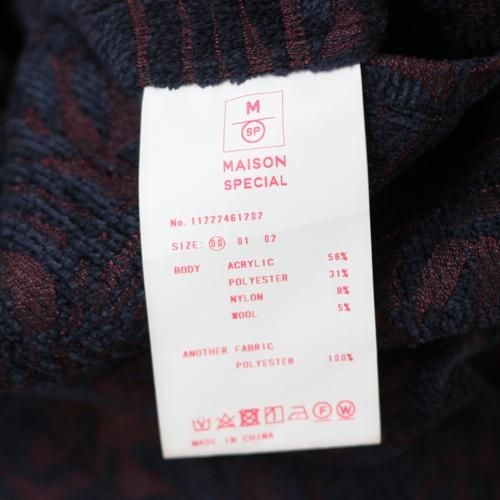 M
SP
MAISON
SPECIAL
No. 11222461202
SIZE: 00 01 02
BODY ACRYLIC 56%
POLYESTER 31%
NYLON 8%
WOOL 5%
ANOTHER FABRIC
POLYESTER 100%
F W
MADE IN CHINA